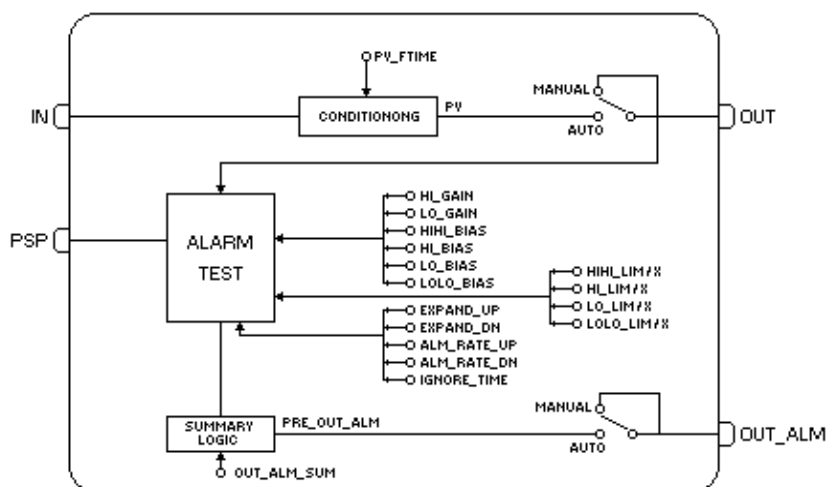 PV_FTIME
IN
CONDITIONONG
PV
MANUAL
AUTO
OUT
PSP
ALARM
TEST
HI_GAIN
LO_GAIN
HIHI_BIAS
HI_BIAS
LO_BIAS
LOLO_BIAS
HIHI_LIM/X
HI_LIM/X
LO_LIM/X
LOLO_LIM/X
EXPAND_UP
EXPAND_DN
ALM_RATE_UP
ALM_RATE_DN
IGNORE_TIME
SUMMARY
LOGIC
PRE_OUT_ALM
MANUAL
AUTO
OUT_ALM
OUT_ALM_SUM